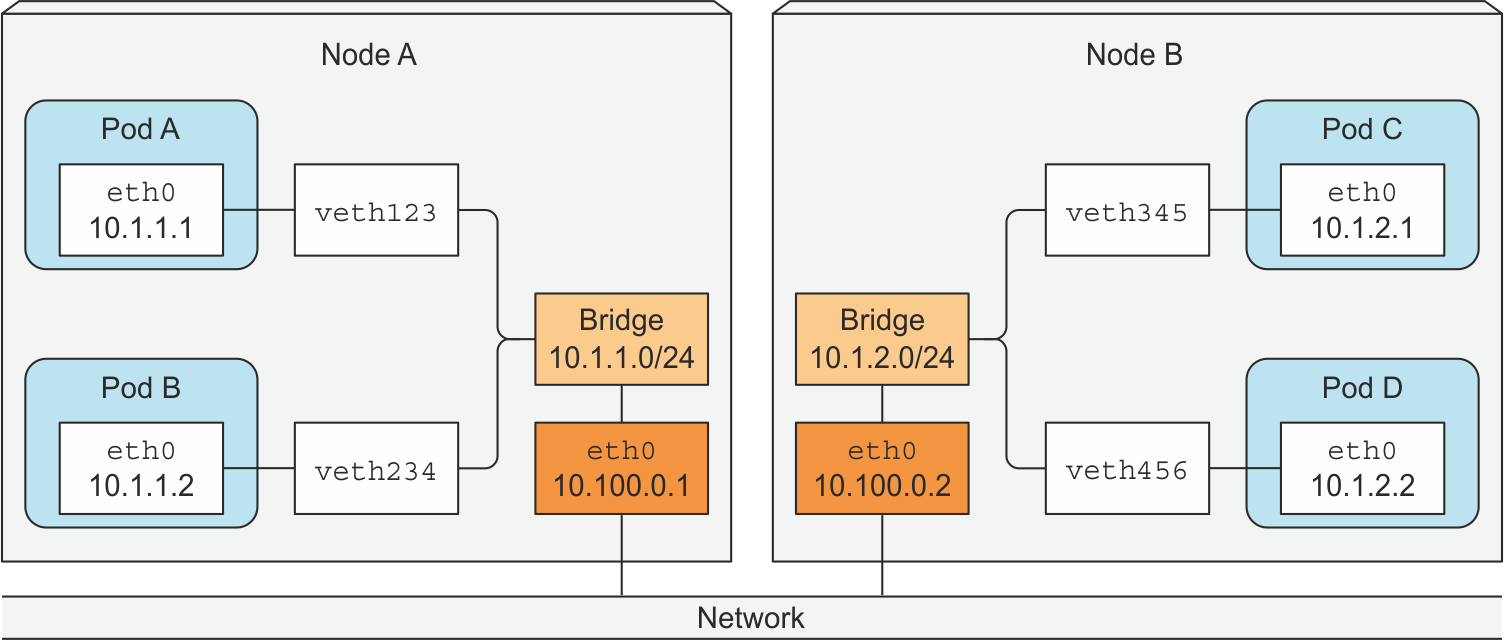 Node A
Pod A
eth0
10.1.1.1
veth123
Bridge
10.1.1.0/24
Pod B
eth0
10.1.1.2
veth234
eth0
10.100.0.1
Node B
Pod C
eth0
10.1.2.1
veth345
Bridge
10.1.2.0/24
Pod D
eth0
10.1.2.2
veth456
eth0
10.100.0.2
Network